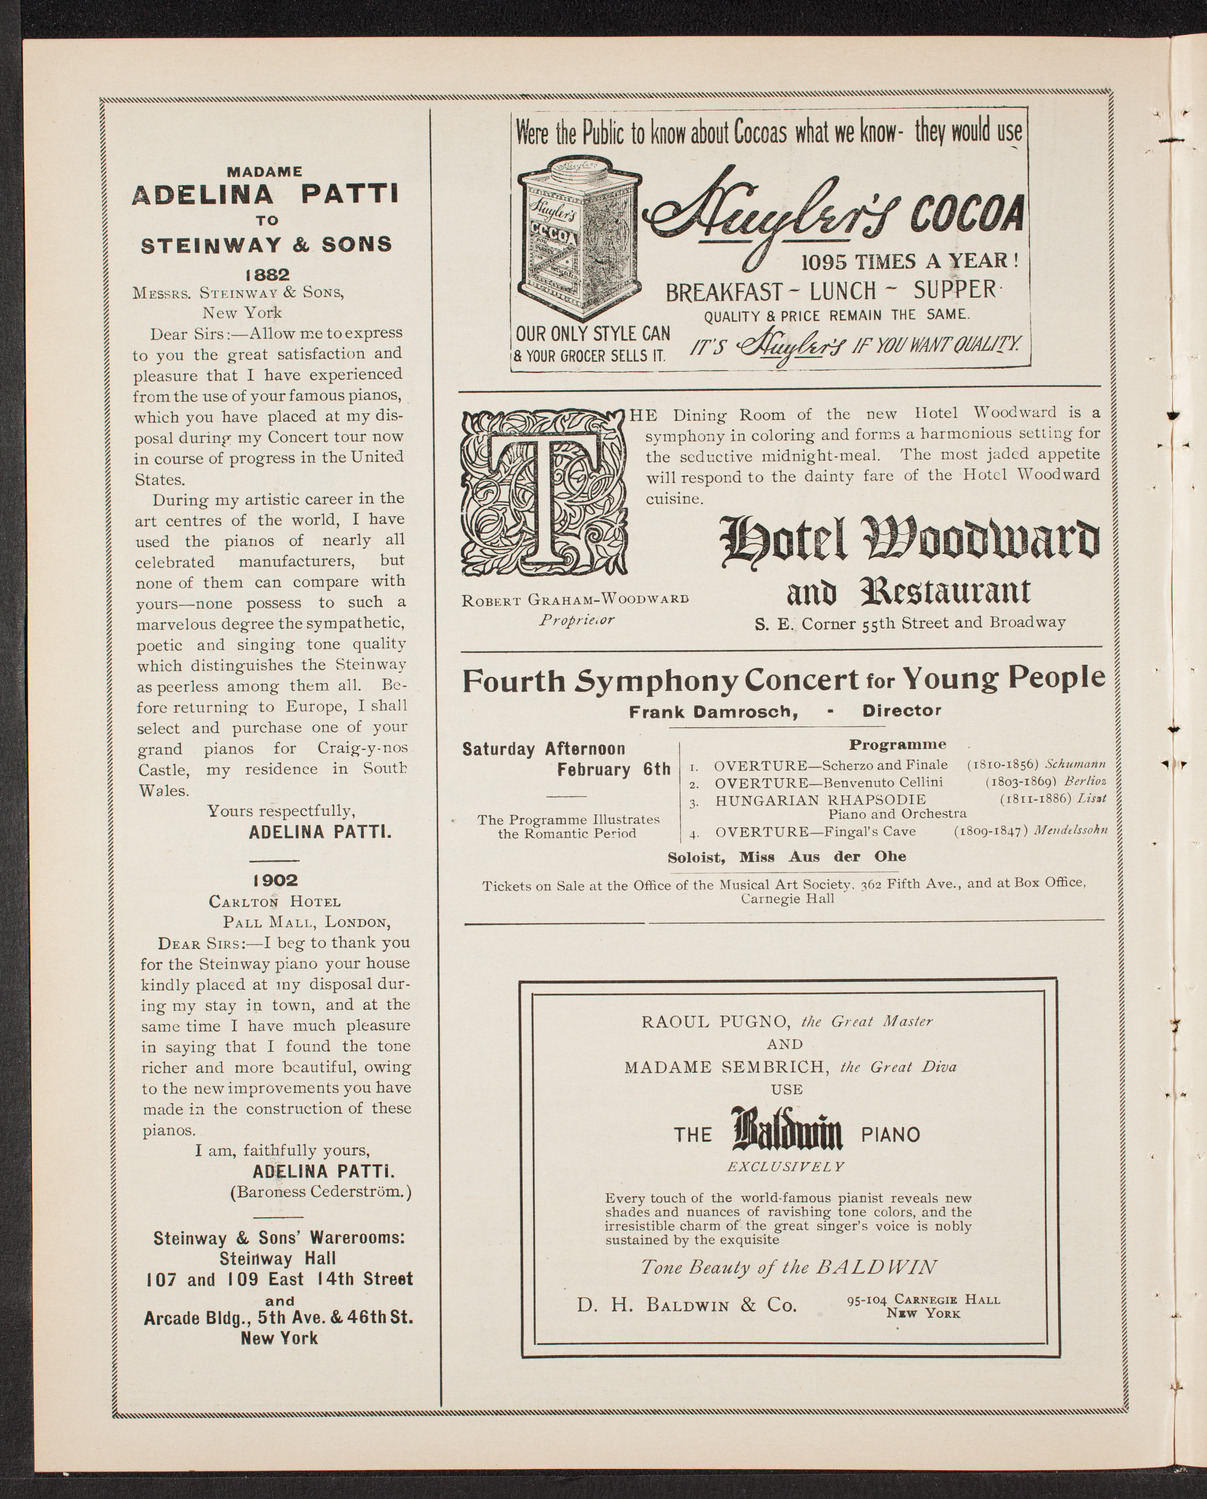 MADAME
ADELINA PATTI
TO
STEINWAY & SONS
1882
MESSRS. STEINWAY & SONS,
New York
Dear Sirs:—Allow me to express
to you the great satisfaction and
pleasure that I have experienced
from the use of your famous pianos,
which you have placed at my dis-
posal during my Concert tour now
in course of progress in the United
States.
During my artistic career in the
art centres of the world, I have
used the pianos of nearly all
celebrated manufacturers, but
none of them can compare with
yours—none possess to such a
marvelous degree the sympathetic,
poetic and singing tone quality
which distinguishes the Steinway
as peerless among them all. Be-
fore returning to Europe, I shall
select and purchase one of your
grand pianos for Craig-y-nos
Castle, my residence in South
Wales.
Yours respectfully,
ADELINA PATTI.
1902
CARLTON HOTEL
PALL MALL, LONDON,
DEAR SIRS:—I beg to thank you
for the Steinway piano your house
kindly placed at my disposal dur-
ing my stay in town, and at the
same time I have much pleasure
in saying that I found the tone
richer and more beautiful, owing
to the new improvements you have
made in the construction of these
pianos.
I am, faithfully yours,
ADELINA PATTI.
(Baroness Cederström.)
Steinway & Sons' Warerooms:
Steinway Hall
107 and 109 East 14th Street
and
Arcade Bldg., 5th Ave. & 46th St.
New York
Were the Public to know about Cocoas what we know- they would use
Huyler's
Huyler's
COCOA
Huyler's COCOA
1095 TIMES A YEAR!
BREAKFAST ~ LUNCH ~ SUPPER
QUALITY & PRICE REMAIN THE SAME.
OUR ONLY STYLE CAN
& YOUR GROCER SELLS IT.
IT'S Huyler's IF YOU WANT QUALITY.
THE Dining Room of the new Hotel Woodward is a
symphony in coloring and forms a harmonious setting for
the seductive midnight-meal. The most jaded appetite
will respond to the dainty fare of the Hotel Woodward
cuisine.
Hotel Woodward
and Restaurant
ROBERT GRAHAM-WOODWARD
Proprietor
S. E. Corner 55th Street and Broadway
Fourth Symphony Concert for Young People
Frank Damrosch, - Director
Saturday Afternoon
February 6th
The Programme Illustrates
the Romantic Period
Programme
1. OVERTURE—Scherzo and Finale (1810-1856) Schumann
2. OVERTURE—Benvenuto Cellini (1803-1869) Berlioz
3. HUNGARIAN RHAPSODIE (1811-1886) Liszt
Piano and Orchestra
4. OVERTURE—Fingal's Cave (1809-1847) Mendelssohn
Soloist, Miss Aus der Ohe
Tickets on Sale at the Office of the Musical Art Society, 362 Fifth Ave., and at Box Office,
Carnegie Hall
RAOUL PUGNO, the Great Master
AND
MADAME SEMBRICH, the Great Diva
USE
THE Baldwin PIANO
EXCLUSIVELY
Every touch of the world-famous pianist reveals new
shades and nuances of ravishing tone colors, and the
irresistible charm of the great singer's voice is nobly
sustained by the exquisite
Tone Beauty of the BALDWIN
D. H. BALDWIN & CO.
95-104 CARNEGIE HALL
NEW YORK